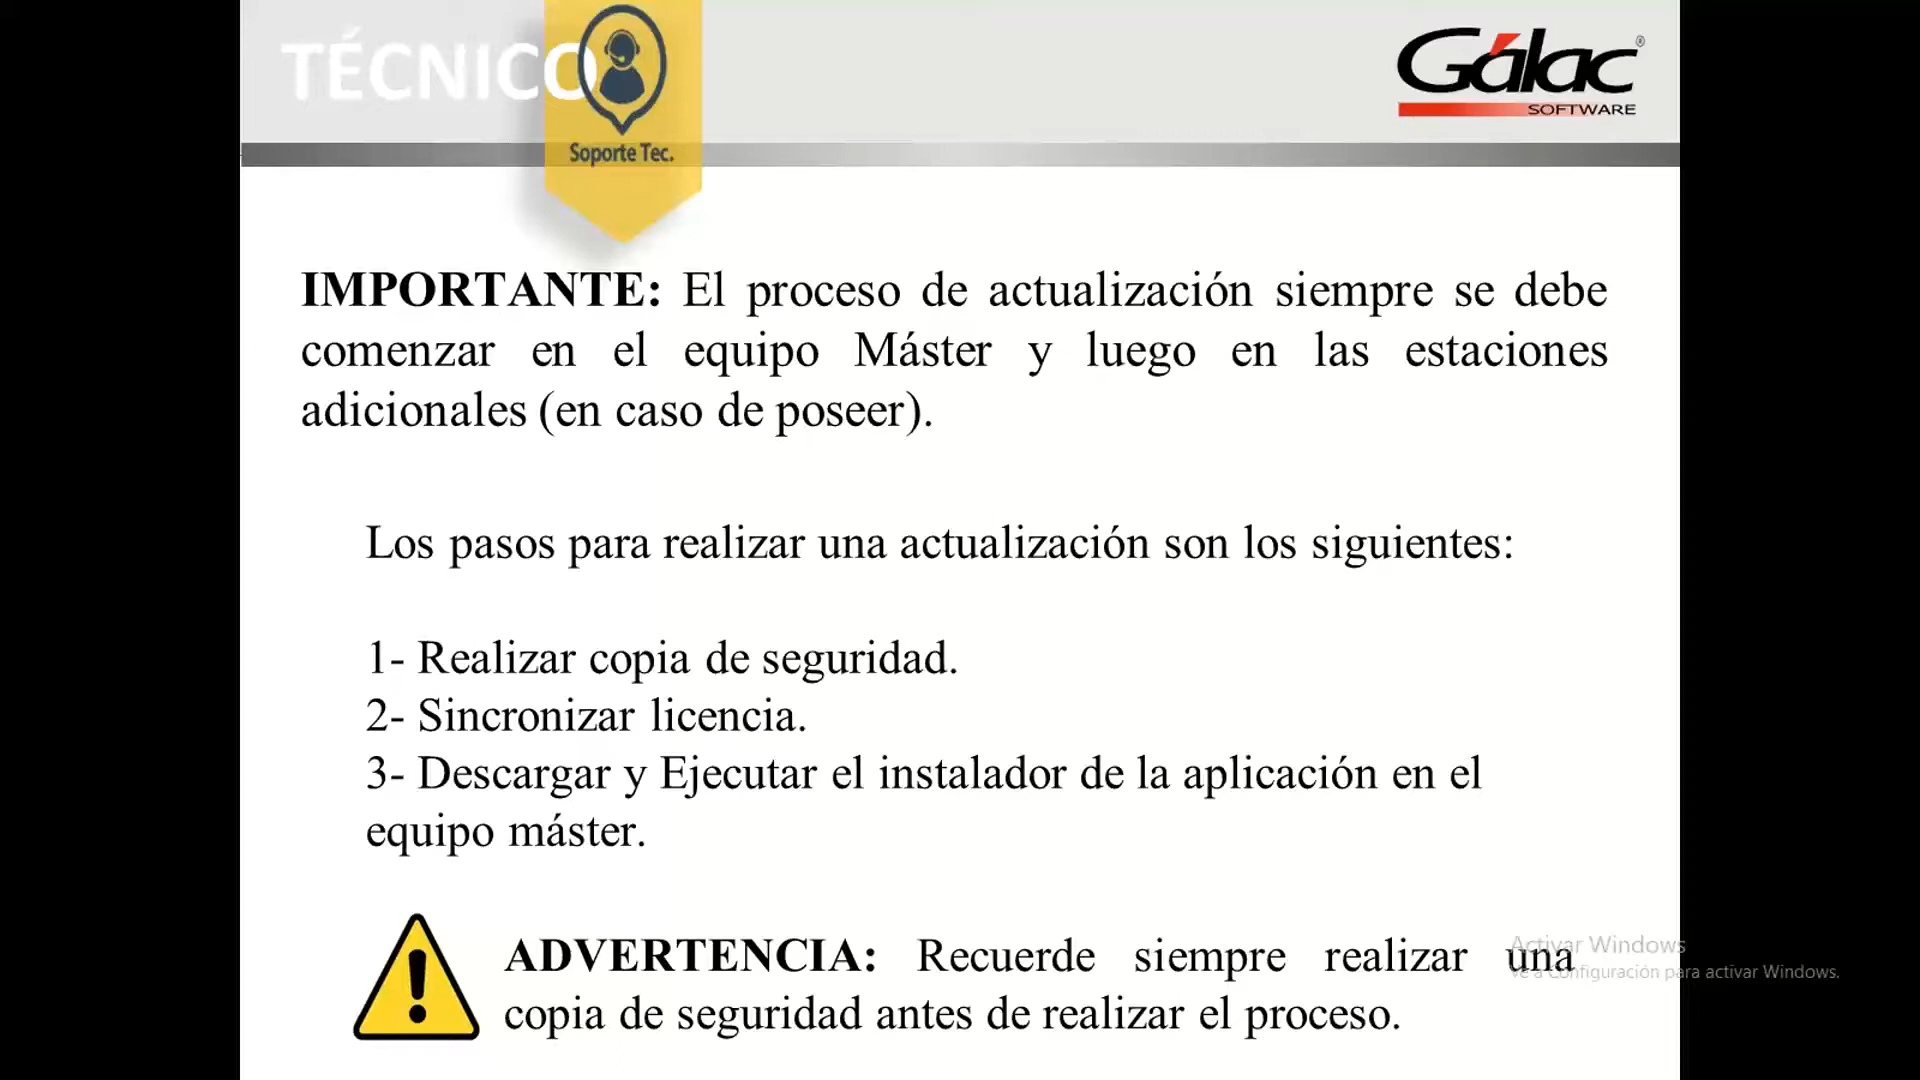 TÉCNICO
Soporte Tec.
Gálac®
SOFTWARE
IMPORTANTE: El proceso de actualización siempre se debe
comenzar en el equipo Máster y luego en las estaciones
adicionales (en caso de poseer).
Los pasos para realizar una actualización son los siguientes:
1- Realizar copia de seguridad.
2- Sincronizar licencia.
3- Descargar y Ejecutar el instalador de la aplicación en el
equipo máster.
ADVERTENCIA: Recuerde siempre realizar una
copia de seguridad antes de realizar el proceso.
Activar Windows
Ve a Configuración para activar Windows.